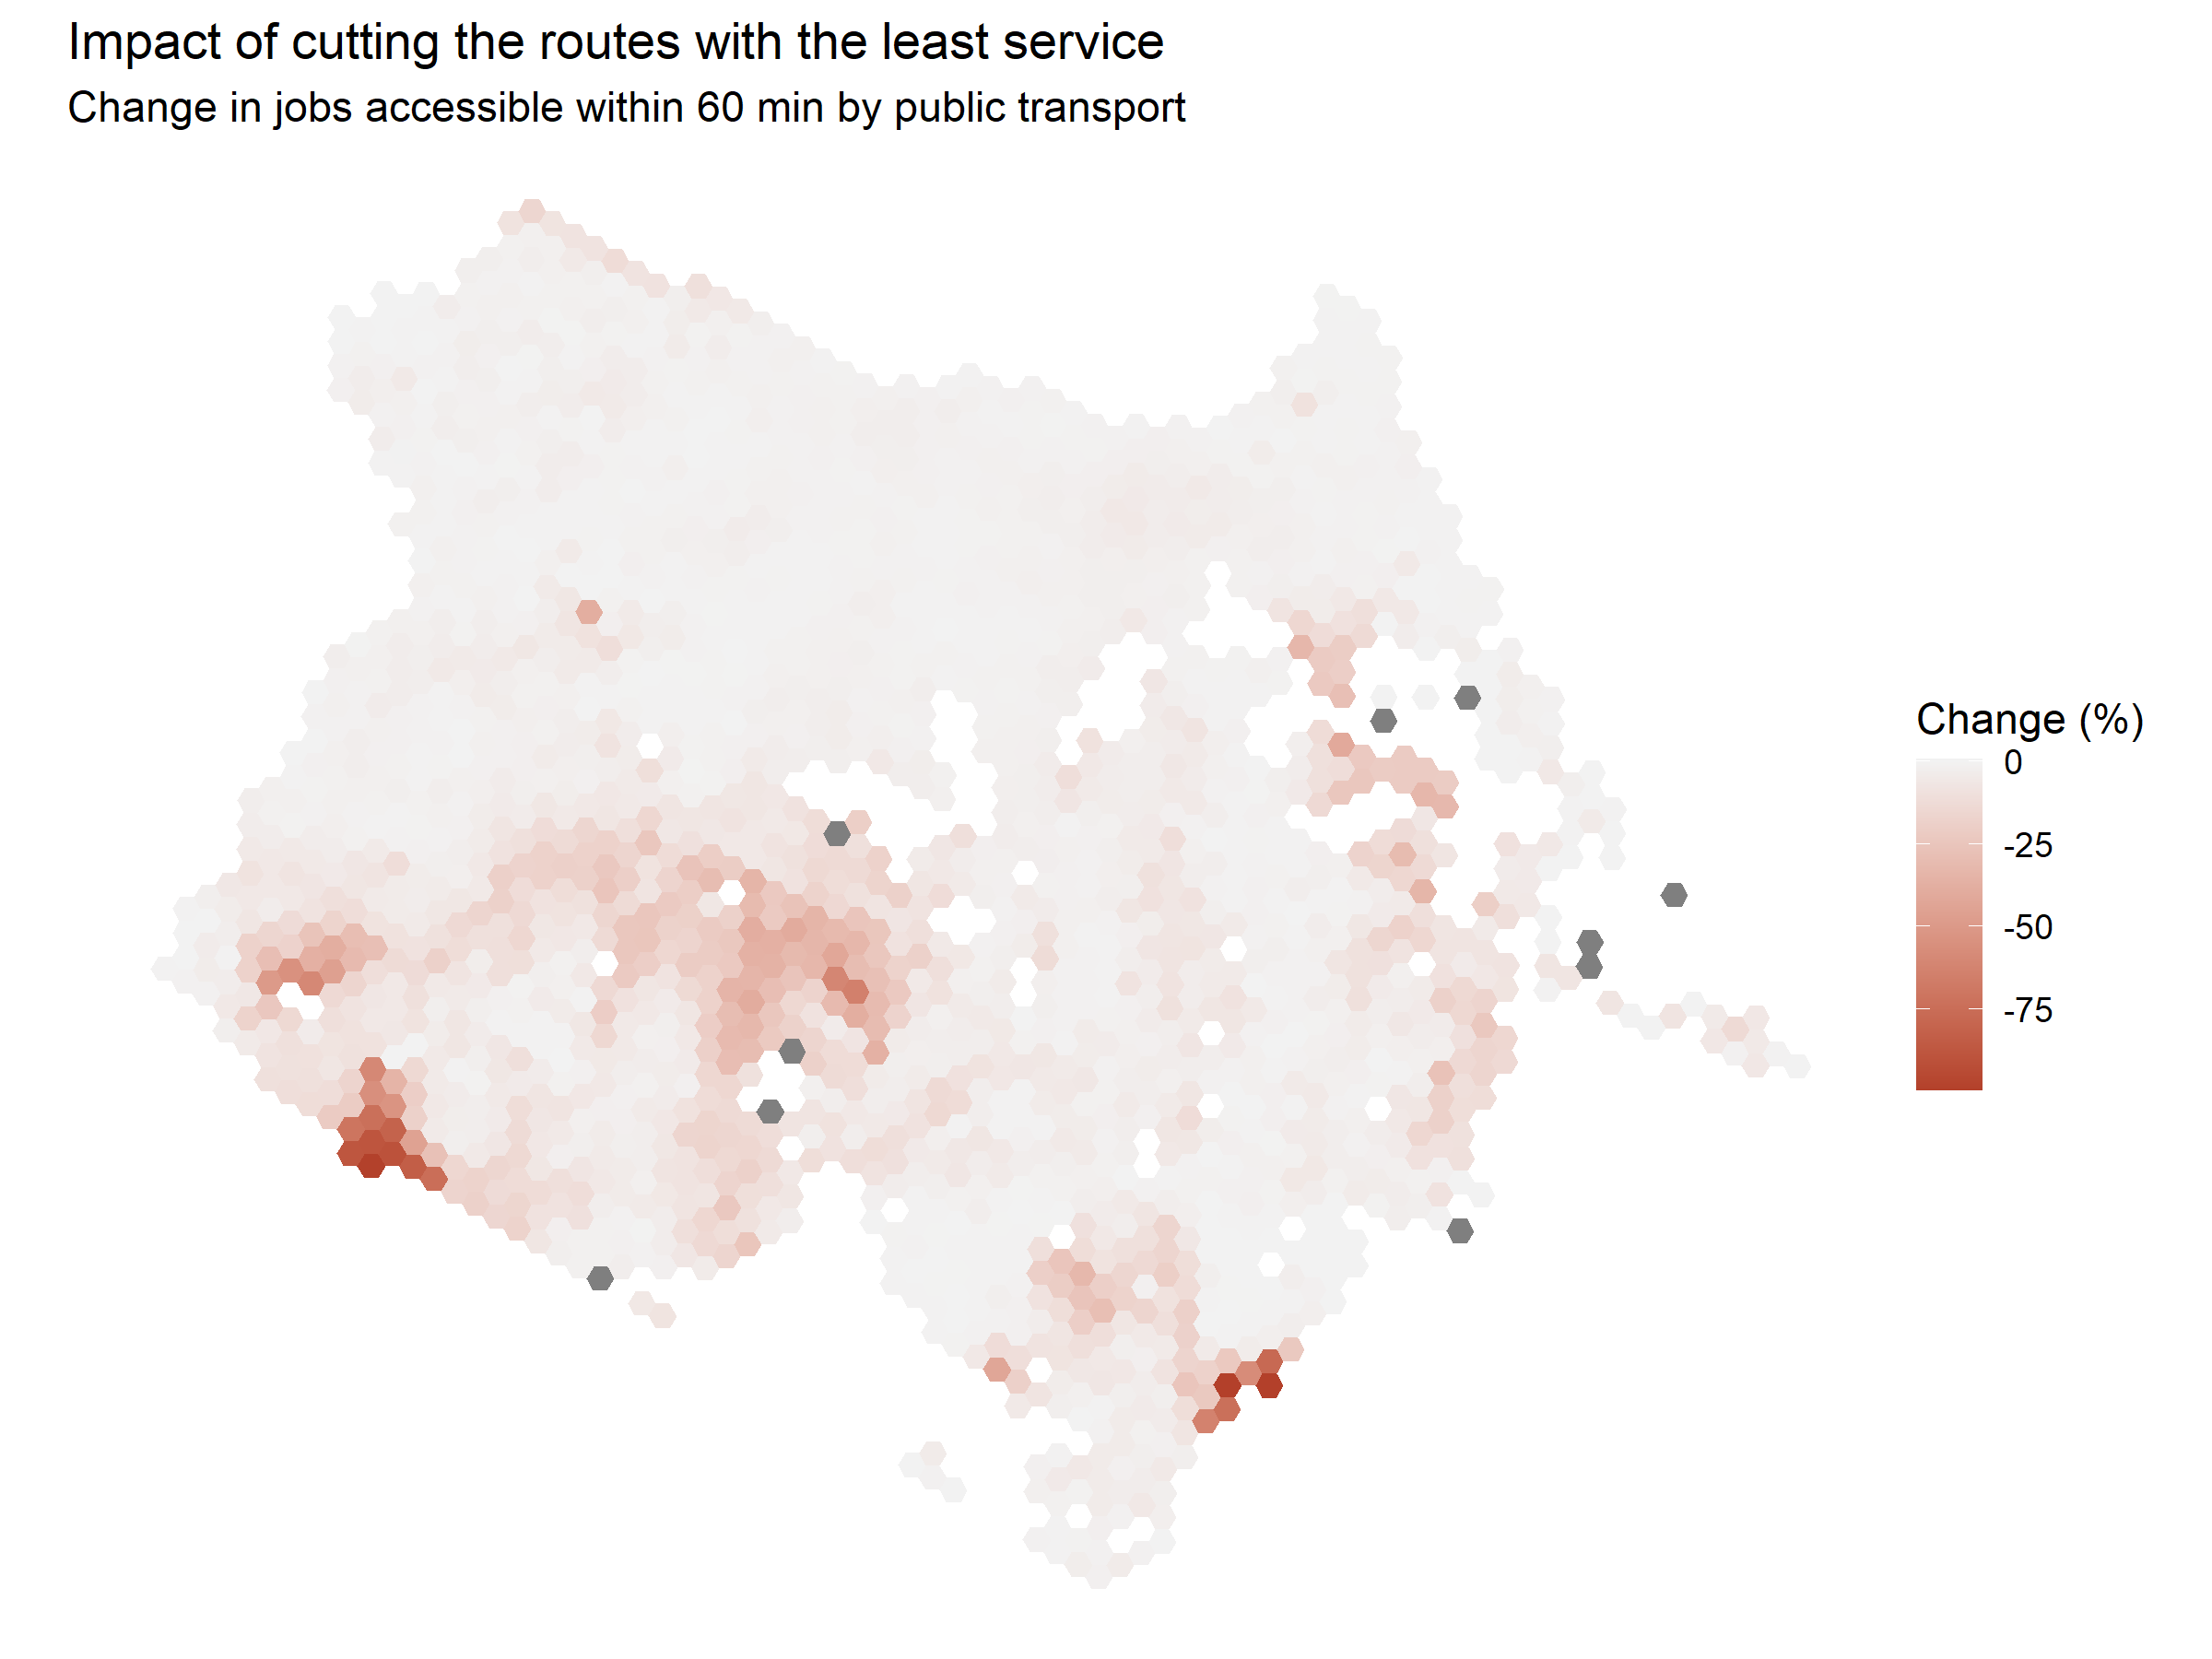 Impact of cutting the routes with the least service
Change in jobs accessible within 60 min by public transport
Change (%)
0
-25
-50
-75